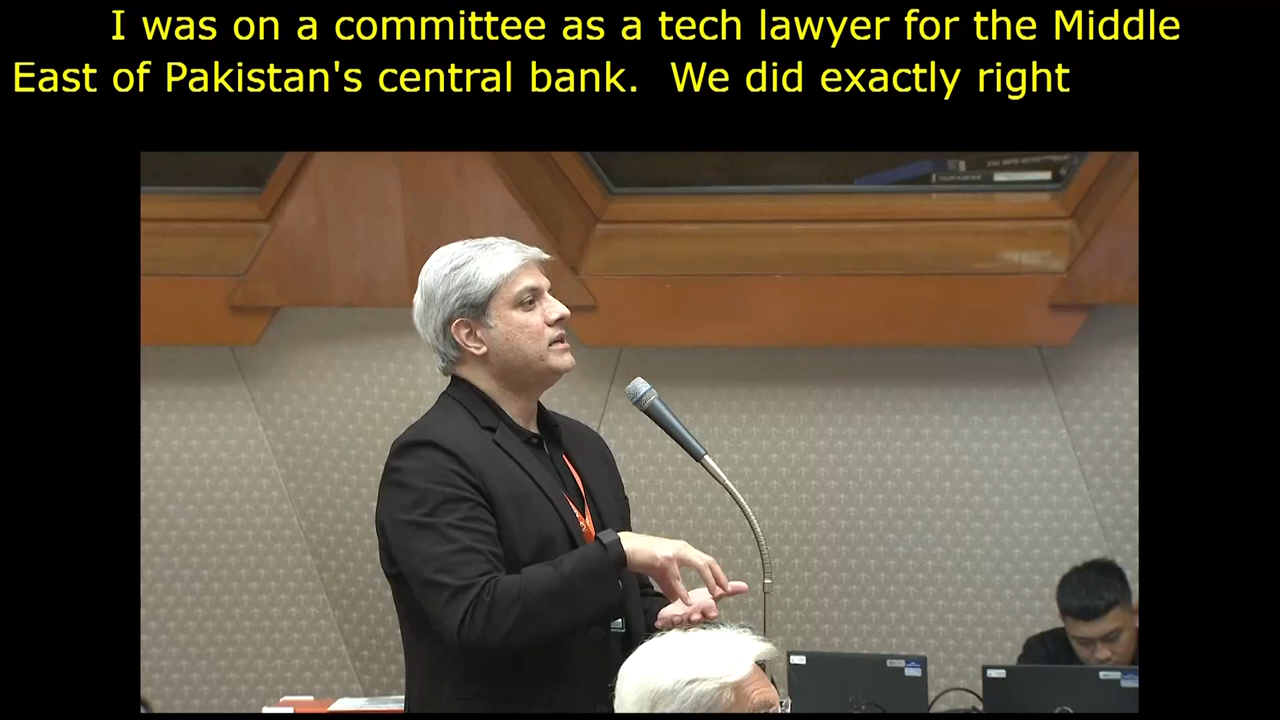 I was on a committee as a tech lawyer for the Middle
East of Pakistan's central bank.  We did exactly right